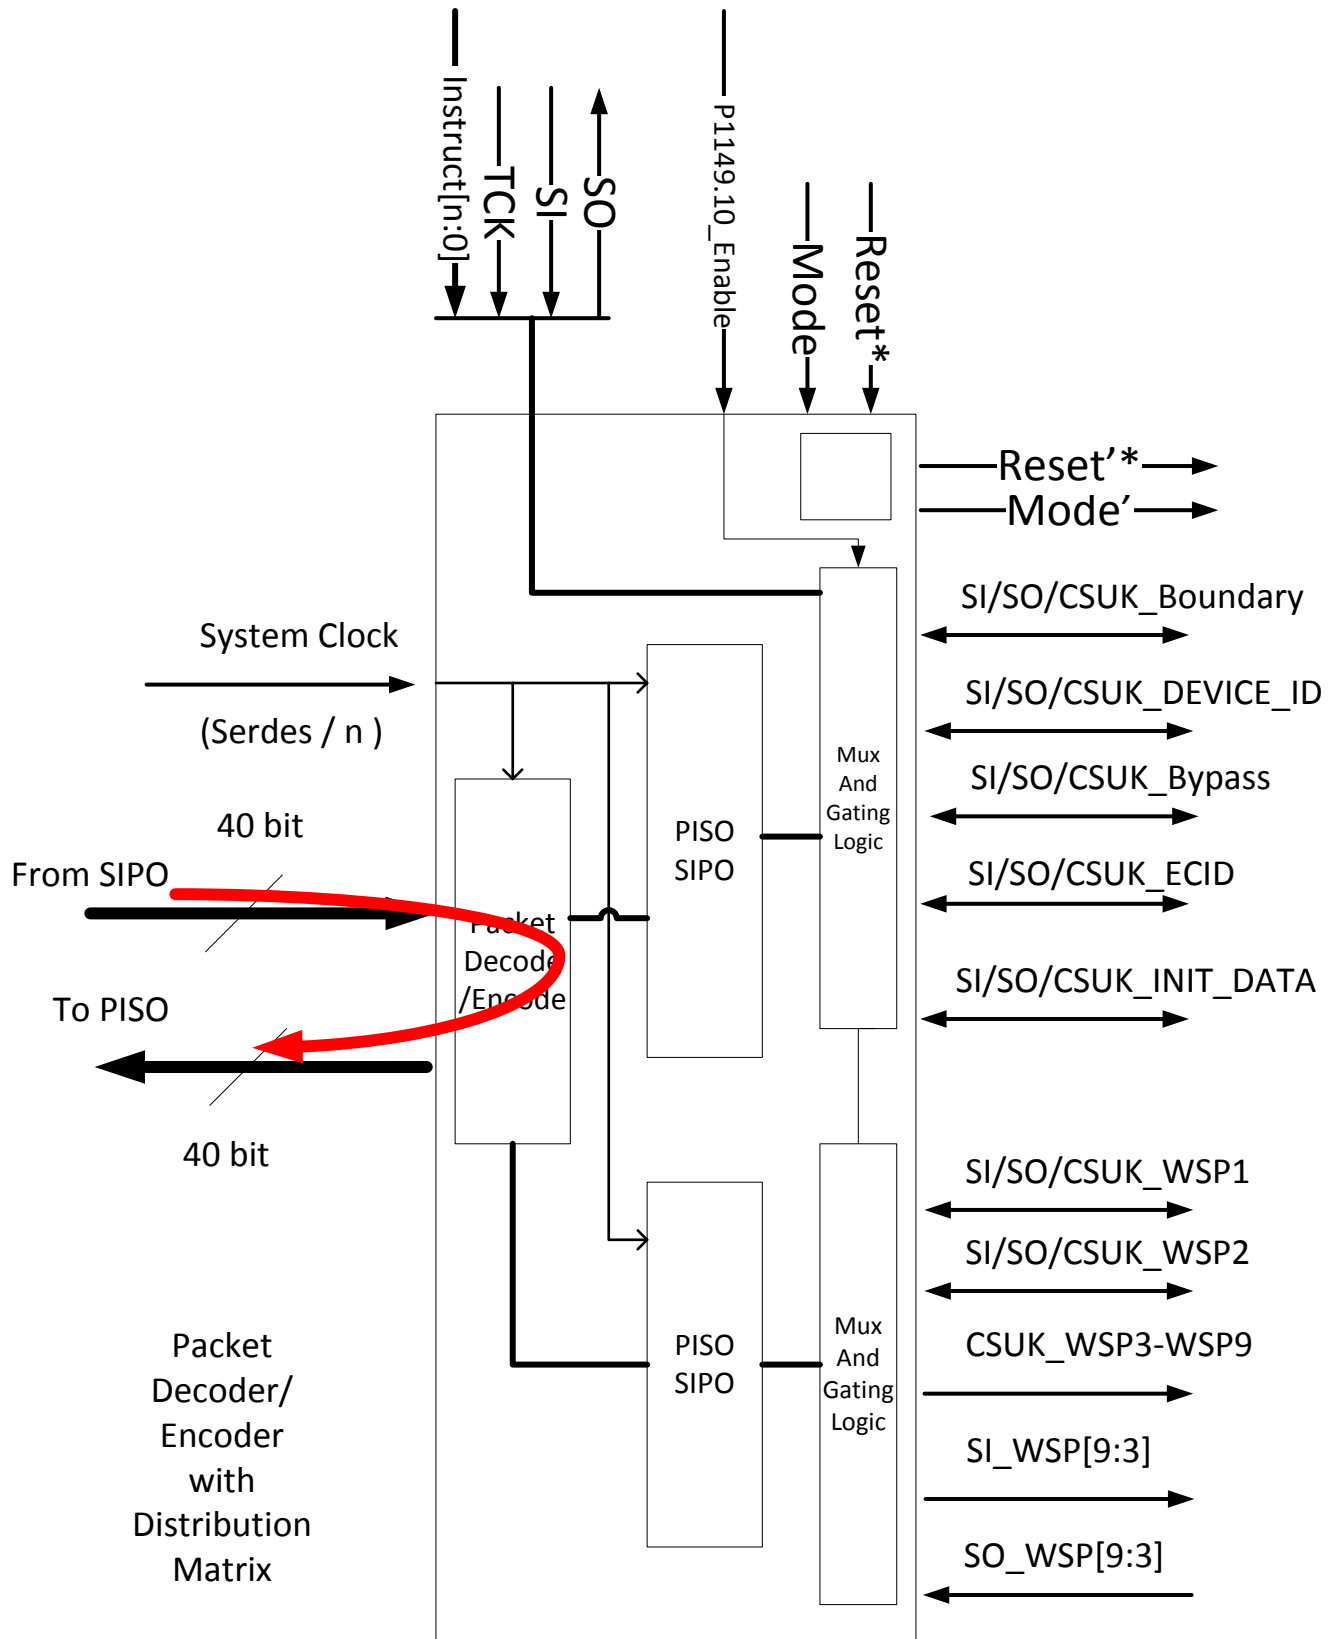 Instruct[n:0]
TCK
SI
SO
P1149.10_Enable
Mode
Reset*
Reset’*
Mode’
SI/SO/CSUK_Boundary
System Clock
(Serdes / n )
SI/SO/CSUK_DEVICE_ID
Mux
And
Gating
Logic
SI/SO/CSUK_Bypass
40 bit
PISO
SIPO
From SIPO
SI/SO/CSUK_ECID
Packet
Decode
/Encode
To PISO
SI/SO/CSUK_INIT_DATA
40 bit
SI/SO/CSUK_WSP1
SI/SO/CSUK_WSP2
PISO
SIPO
Mux
And
Gating
Logic
CSUK_WSP3-WSP9
SI_WSP[9:3]
SO_WSP[9:3]
Packet
Decoder/
Encoder
with
Distribution
Matrix